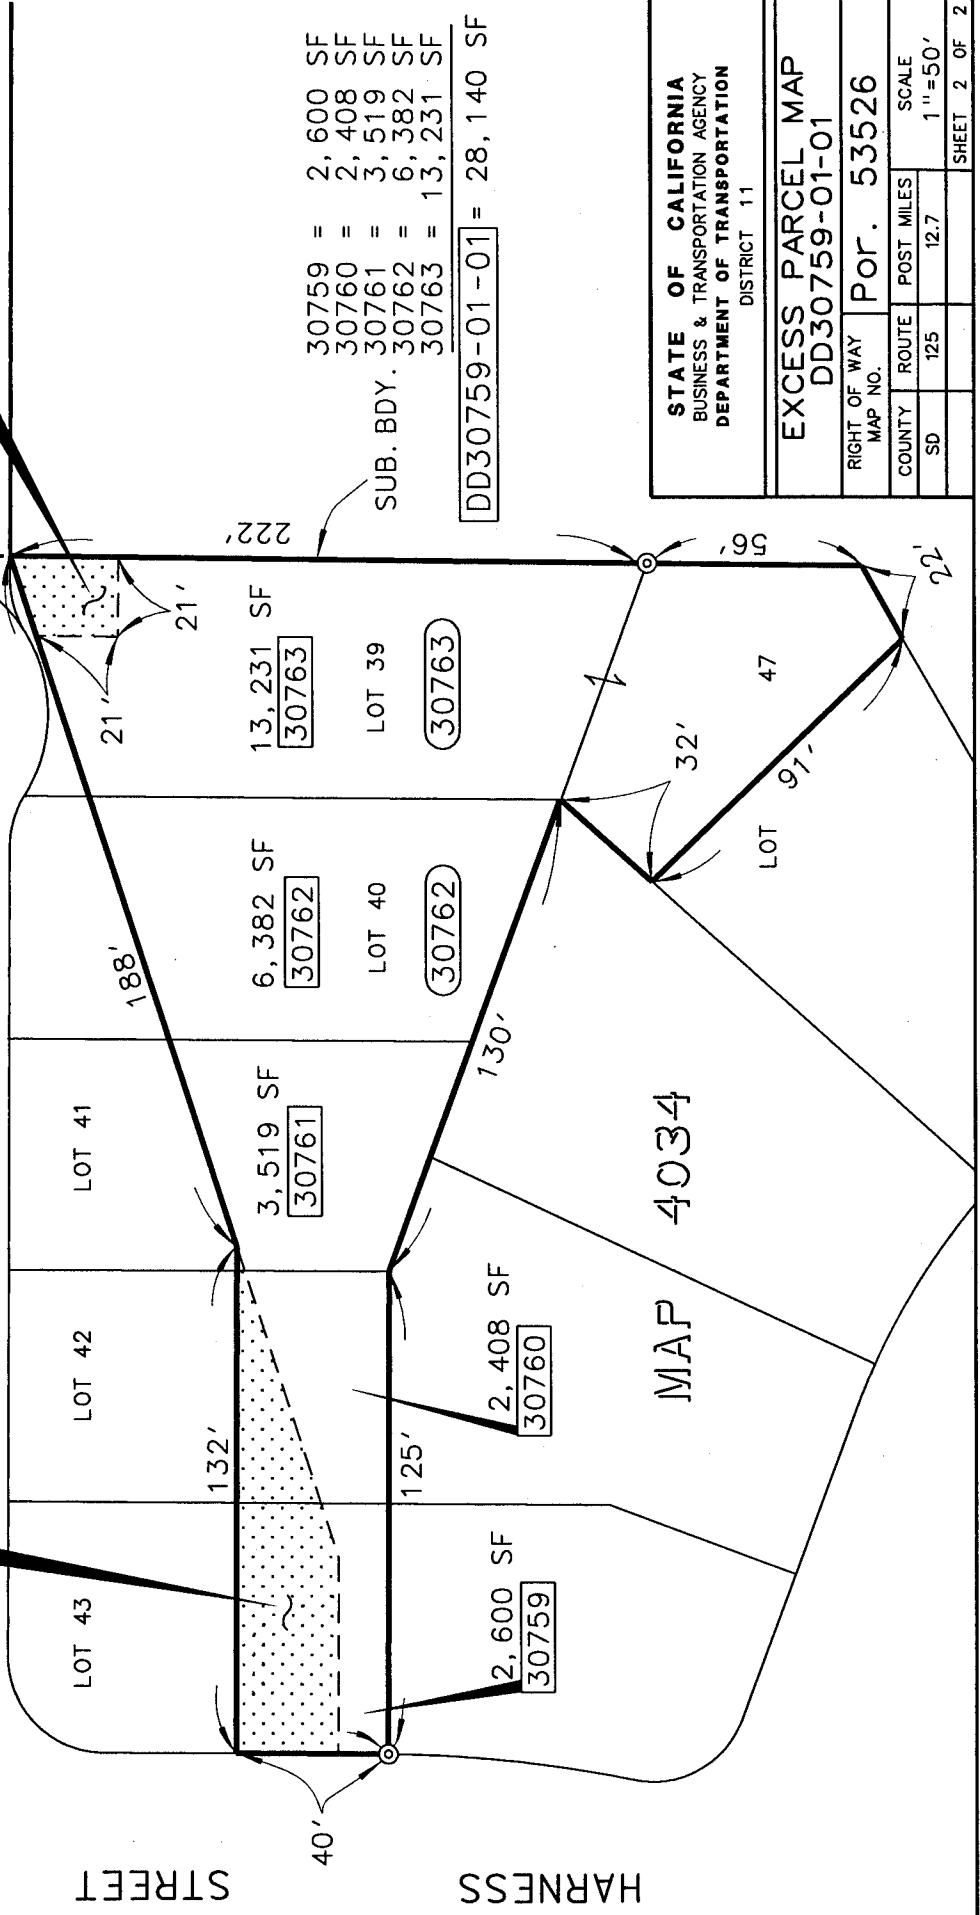 HARNESS STREET
40'
LOT 43
LOT 42
LOT 41
132'
188'
21'
21'
222'
SUB. BDY.
2,600 SF
30759
2,408 SF
30760
3,519 SF
30761
6,382 SF
30762
LOT 40
30762
13,231 SF
30763
LOT 39
30763
125'
130'
32'
91'
56'
22'
LOT 47
MAP 4034
30759 = 2,600 SF
30760 = 2,408 SF
30761 = 3,519 SF
30762 = 6,382 SF
30763 = 13,231 SF
DD30759-01-01 = 28,140 SF
STATE OF CALIFORNIA
BUSINESS & TRANSPORTATION AGENCY
DEPARTMENT OF TRANSPORTATION
DISTRICT 11
EXCESS PARCEL MAP
DD30759-01-01
RIGHT OF WAY MAP NO. Por. 53526
COUNTY ROUTE POST MILES SCALE
SD 125 12.7 1"=50'
SHEET 2 OF 2